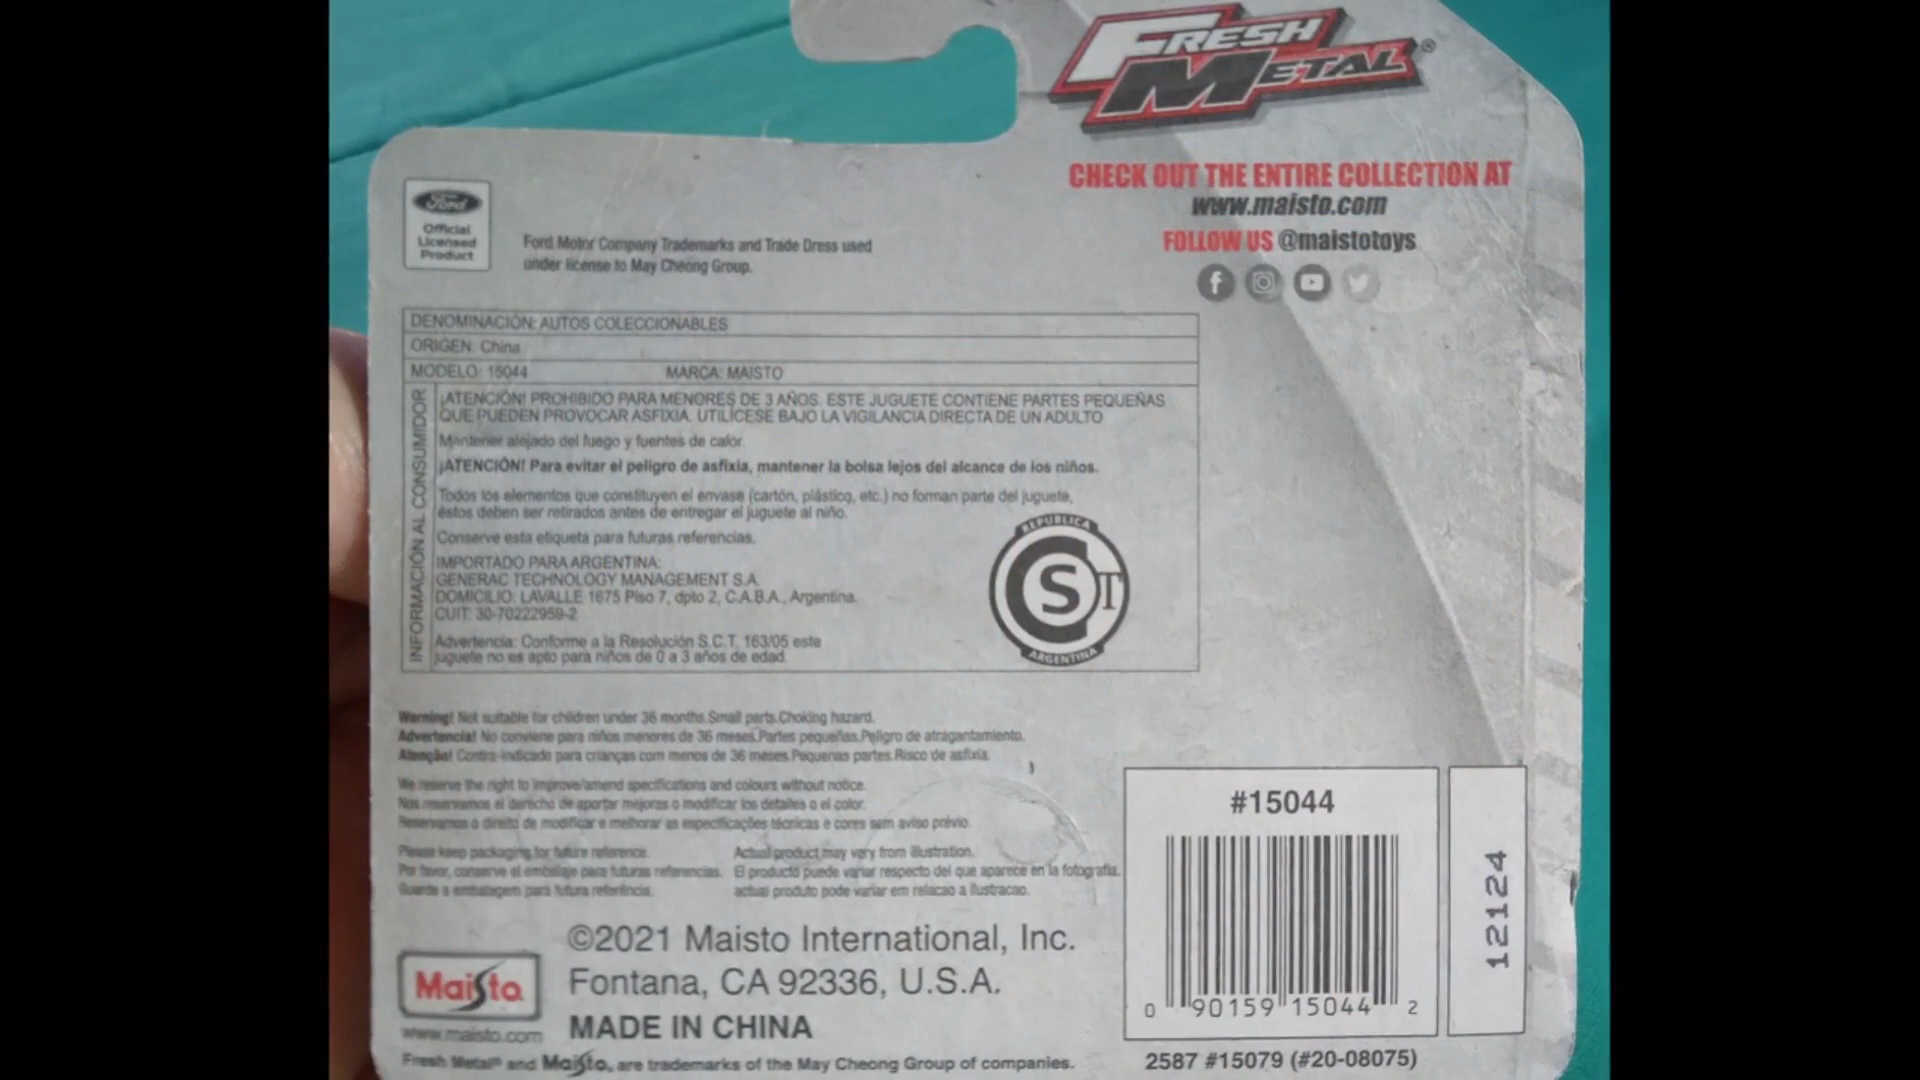 FRESH
METAL®
CHECK OUT THE ENTIRE COLLECTION AT
www.maisto.com
FOLLOW US @maistotoys
Ford
Official
Licensed
Product
Ford Motor Company Trademarks and Trade Dress used
under license to May Cheong Group.
DENOMINACIÓN: AUTOS COLECCIONABLES
ORIGEN: China
MODELO: 15044 MARCA: MAISTO
INFORMACIÓN AL CONSUMIDOR
¡ATENCIÓN! PROHIBIDO PARA MENORES DE 3 AÑOS. ESTE JUGUETE CONTIENE PARTES PEQUEÑAS
QUE PUEDEN PROVOCAR ASFIXIA. UTILÍCESE BAJO LA VIGILANCIA DIRECTA DE UN ADULTO
Mantener alejado del fuego y fuentes de calor.
¡ATENCIÓN! Para evitar el peligro de asfixia, mantener la bolsa lejos del alcance de los niños.
Todos los elementos que constituyen el envase (cartón, plástico, etc.) no forman parte del juguete,
éstos deben ser retirados antes de entregar el juguete al niño.
Conserve esta etiqueta para futuras referencias.
IMPORTADO PARA ARGENTINA:
GENERAC TECHNOLOGY MANAGEMENT S.A.
DOMICILIO: LAVALLE 1675 Piso 7, dpto 2, C.A.B.A., Argentina.
CUIT: 30-70222959-2
Advertencia: Conforme a la Resolución S.C.T. 163/05 este
juguete no es apto para niños de 0 a 3 años de edad
REPUBLICA
CST
ARGENTINA
Warning! Not suitable for children under 36 months.Small parts.Choking hazard.
Advertencia! No conviene para niños menores de 36 meses.Partes pequeñas.Peligro de atragantamiento.
Atenção! Contra-indicado para crianças com menos de 36 meses.Pequenas partes.Risco de asfixia.
We reserve the right to improve/amend specifications and colours without notice.
Nos reservamos el derecho de aportar mejoras o modificar los detalles o el color.
Reservamos o direito de modificar e melhorar as especificações técnicas e cores sem aviso prévio.
Please keep packaging for future reference. Actual product may vary from illustration.
Por favor, conserve el embalaje para futuras referencias. El producto puede variar respecto del que aparece en la fotografía.
Guarde a embalagem para futura referência. actual produto pode variar em relacao a ilustracao.
©2021 Maisto International, Inc.
Fontana, CA 92336, U.S.A.
MADE IN CHINA
Maisto
www.maisto.com
Fresh Metal™ and Maisto, are trademarks of the May Cheong Group of companies.
#15044
0 90159 15044 2
12124
2587 #15079 (#20-08075)